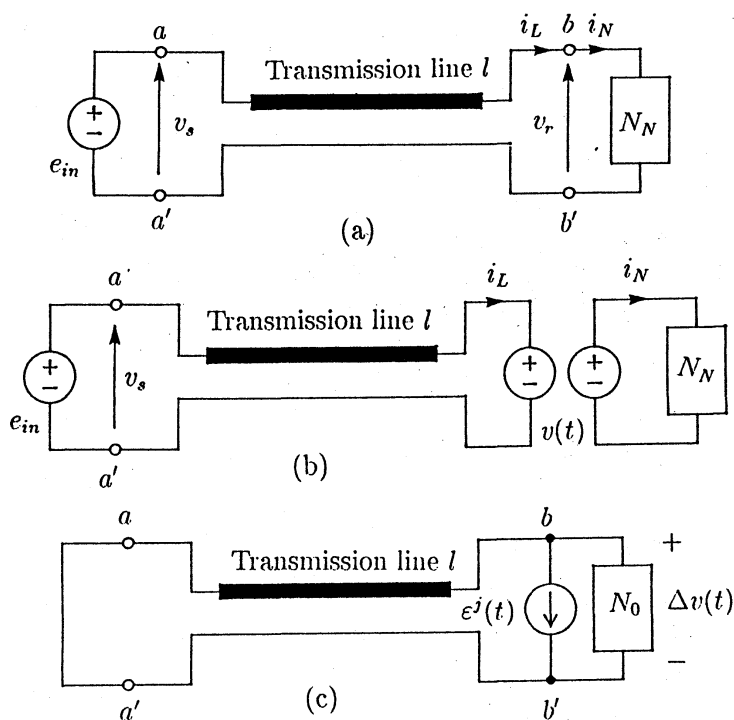 a
i_L
b
i_N
Transmission line l
+
−
v_s
v_r
N_N
e_in
a'
b'
(a)
a'
i_L
i_N
Transmission line l
+
−
v_s
+
−
+
−
N_N
e_in
v(t)
a'
(b)
a
b
Transmission line l
+
ε^j(t)
N_0
Δv(t)
−
a'
b'
(c)